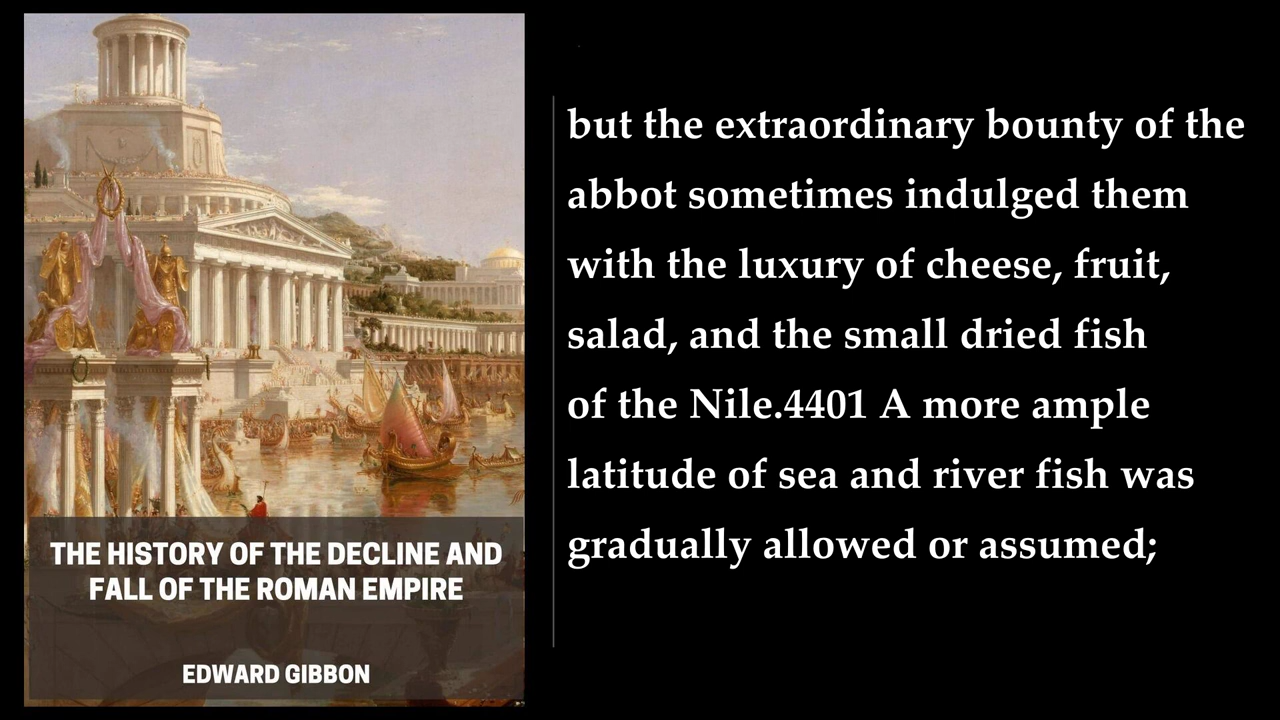 THE HISTORY OF THE DECLINE AND
FALL OF THE ROMAN EMPIRE
EDWARD GIBBON
but the extraordinary bounty of the
abbot sometimes indulged them
with the luxury of cheese, fruit,
salad, and the small dried fish
of the Nile.4401 A more ample
latitude of sea and river fish was
gradually allowed or assumed;